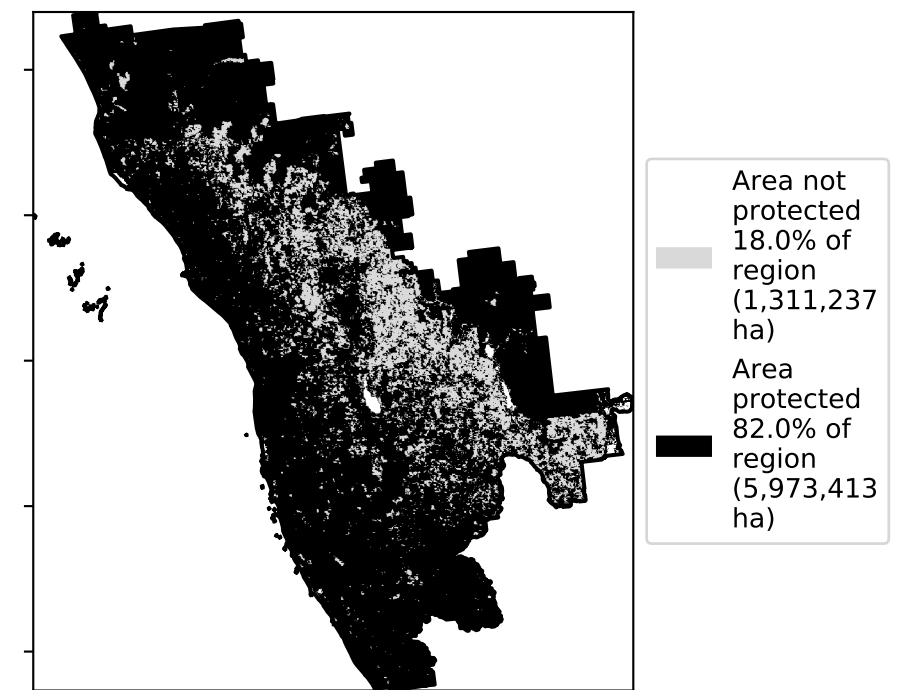 Area not
protected
18.0% of
region
(1,311,237
ha)
Area
protected
82.0% of
region
(5,973,413
ha)